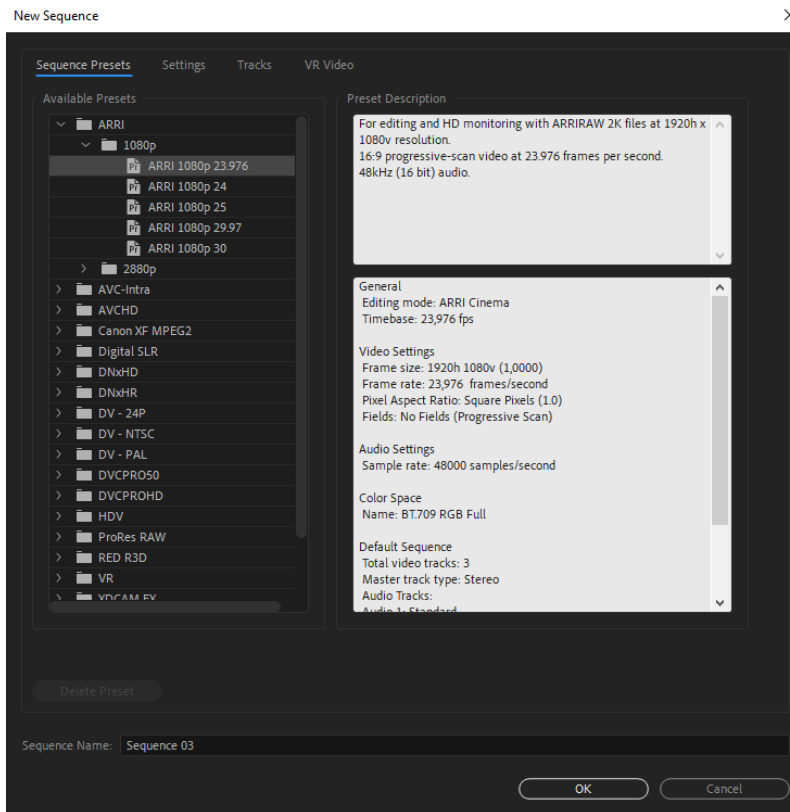 New Sequence
Sequence Presets Settings Tracks VR Video
Available Presets
ARRI
1080p
ARRI 1080p 23.976
ARRI 1080p 24
ARRI 1080p 25
ARRI 1080p 29.97
ARRI 1080p 30
2880p
AVC-Intra
AVCHD
Canon XF MPEG2
Digital SLR
DNxHD
DNxHR
DV - 24P
DV - NTSC
DV - PAL
DVCPRO50
DVCPROHD
HDV
ProRes RAW
RED R3D
VR
XDCAM EX
Preset Description
For editing and HD monitoring with ARRIRAW 2K files at 1920h x
1080v resolution.
16:9 progressive-scan video at 23.976 frames per second.
48kHz (16 bit) audio.
General
Editing mode: ARRI Cinema
Timebase: 23,976 fps
Video Settings
Frame size: 1920h 1080v (1,0000)
Frame rate: 23,976 frames/second
Pixel Aspect Ratio: Square Pixels (1.0)
Fields: No Fields (Progressive Scan)
Audio Settings
Sample rate: 48000 samples/second
Color Space
Name: BT.709 RGB Full
Default Sequence
Total video tracks: 3
Master track type: Stereo
Audio Tracks:
Audio 1: Standard
Delete Preset
Sequence Name: Sequence 03
OK Cancel